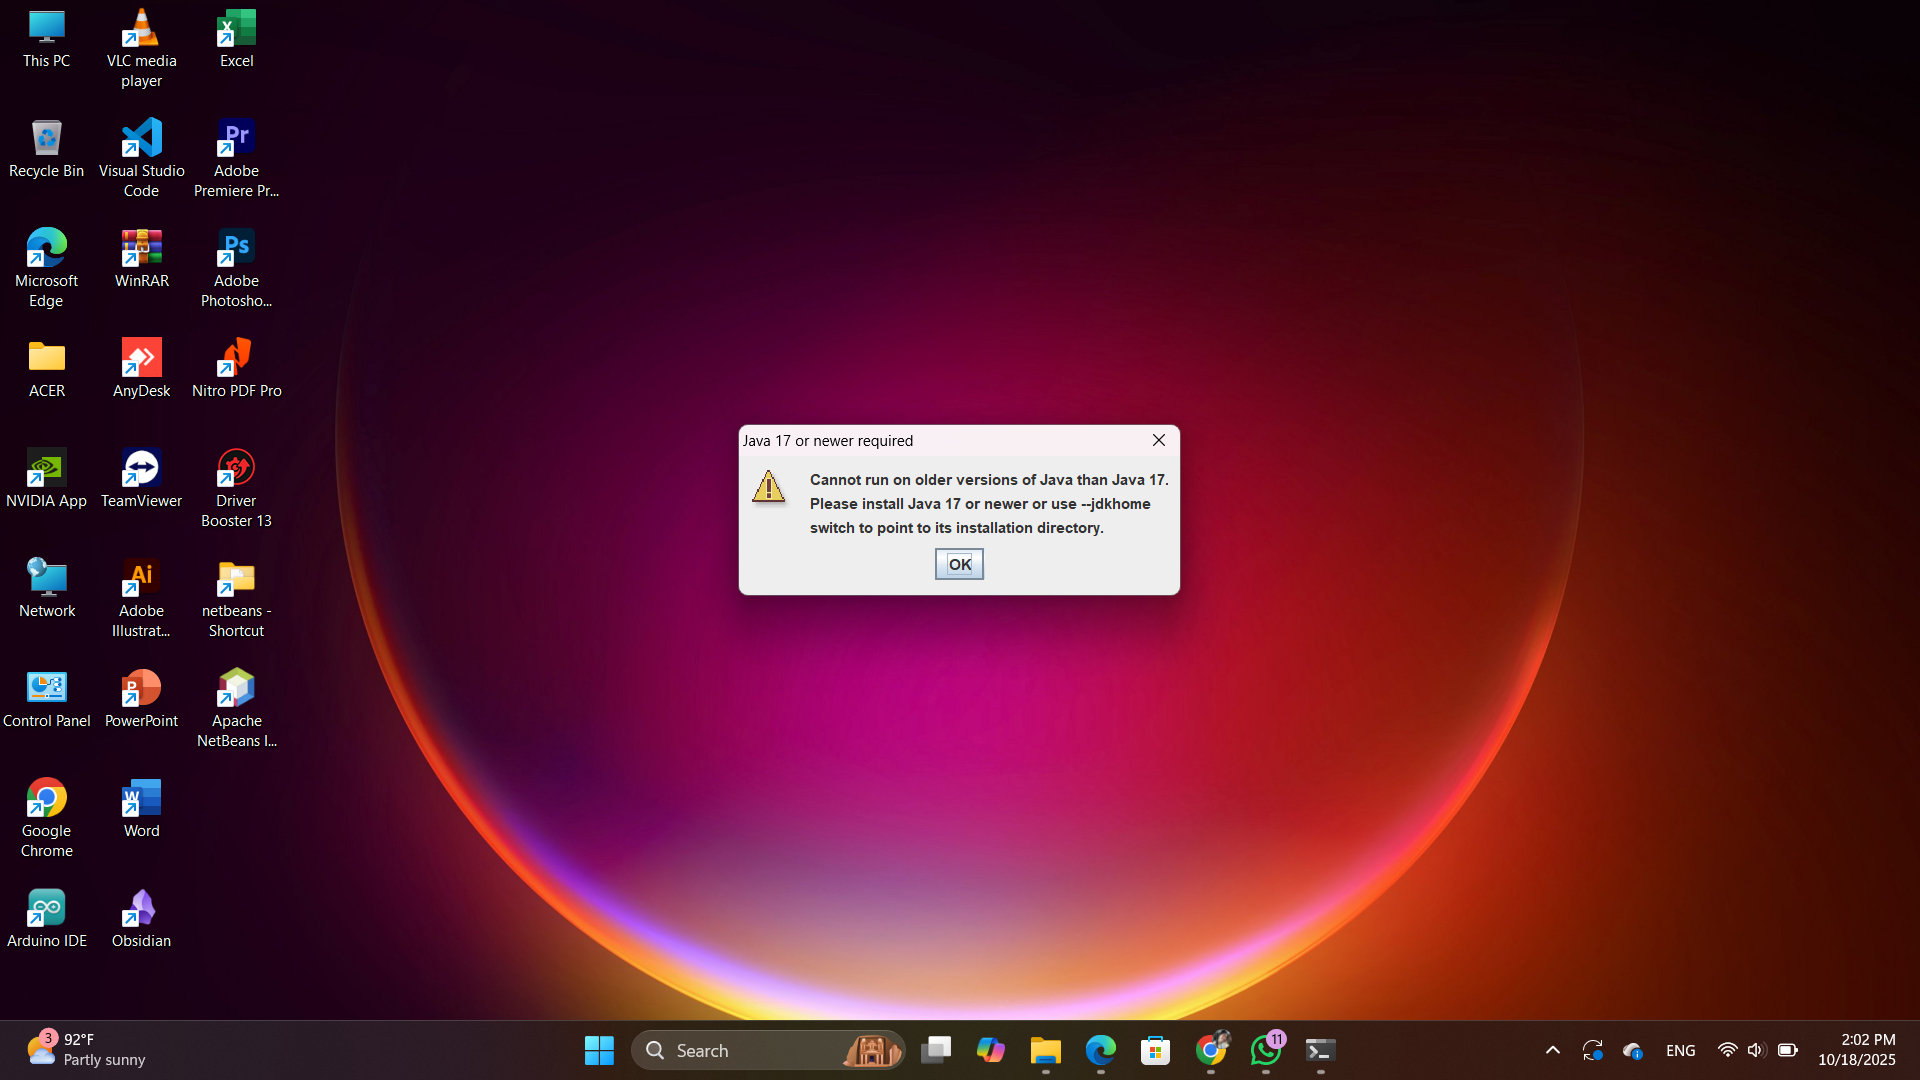 This PC
VLC media
player
Excel
Recycle Bin
Visual Studio
Code
Pr
Adobe
Premiere Pr...
Microsoft
Edge
WinRAR
Ps
Adobe
Photosho...
ACER
AnyDesk
Nitro PDF Pro
NVIDIA App
TeamViewer
Driver
Booster 13
Network
Ai
Adobe
Illustrat...
netbeans -
Shortcut
Control Panel
P
PowerPoint
Apache
NetBeans I...
Google
Chrome
W
Word
Arduino IDE
Obsidian
Java 17 or newer required
Cannot run on older versions of Java than Java 17.
Please install Java 17 or newer or use --jdkhome
switch to point to its installation directory.
OK
3
92°F
Partly sunny
Search
11
ENG
2:02 PM
10/18/2025